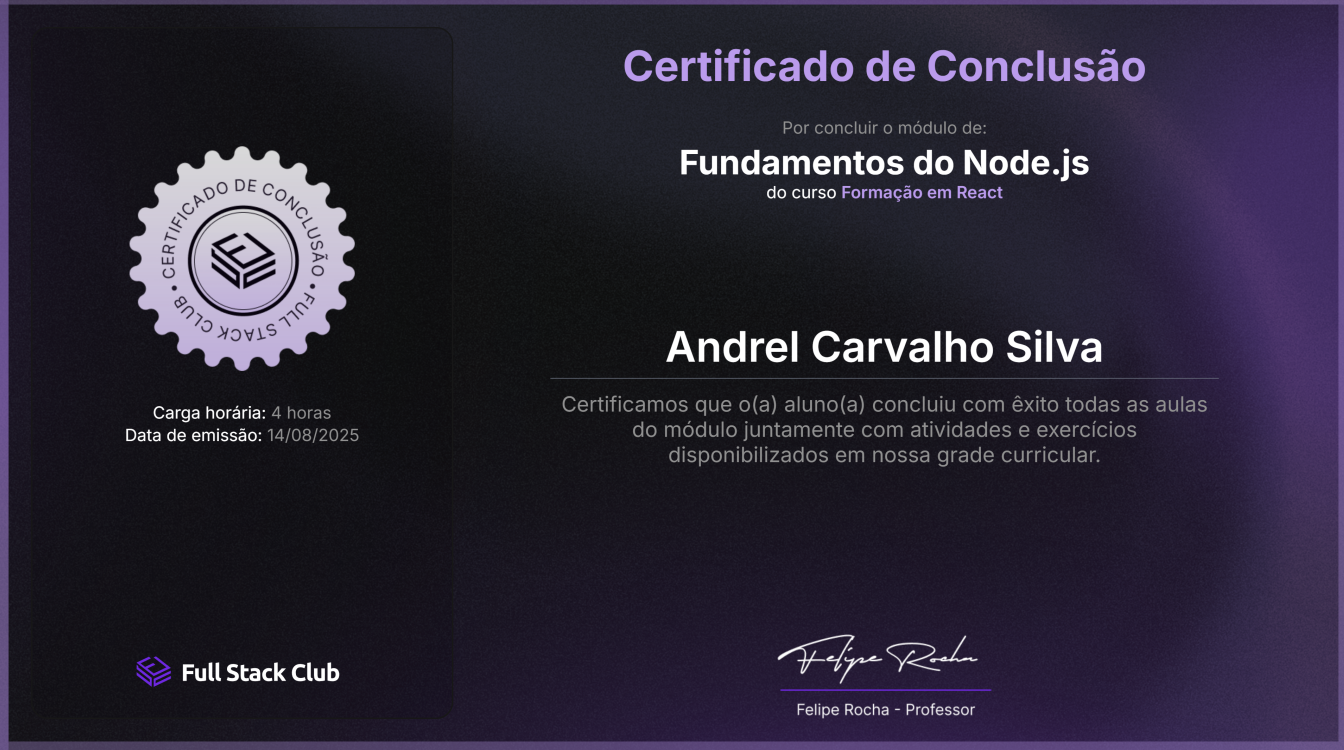 CERTIFICADO DE CONCLUSÃO • FULL STACK CLUB •
Carga horária: 4 horas
Data de emissão: 14/08/2025
Full Stack Club
Certificado de Conclusão
Por concluir o módulo de:
Fundamentos do Node.js
do curso Formação em React
Andrel Carvalho Silva
Certificamos que o(a) aluno(a) concluiu com êxito todas as aulas
do módulo juntamente com atividades e exercícios
disponibilizados em nossa grade curricular.
Felipe Rocha
Felipe Rocha - Professor